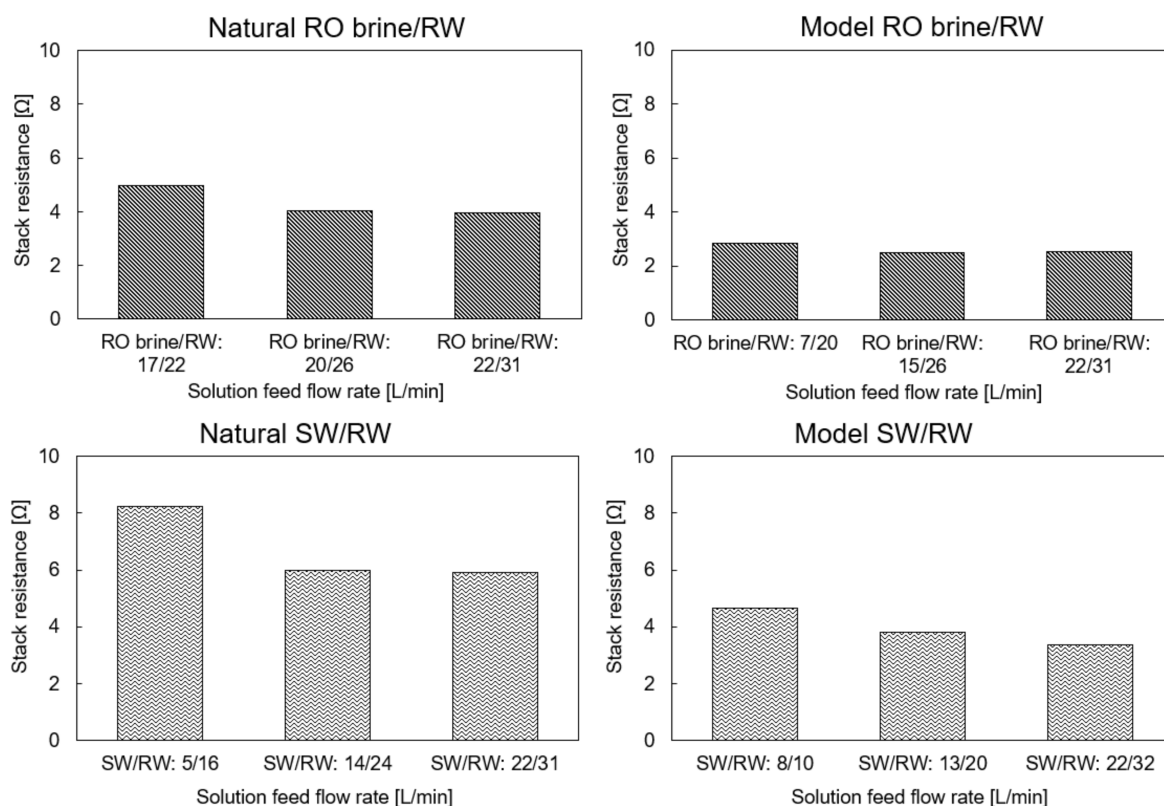 Natural RO brine/RW
Stack resistance [Ω]
10
8
6
4
2
0
RO brine/RW:
17/22
RO brine/RW:
20/26
RO brine/RW:
22/31
Solution feed flow rate [L/min]
Model RO brine/RW
Stack resistance [Ω]
10
8
6
4
2
0
RO brine/RW: 7/20
RO brine/RW:
15/26
RO brine/RW:
22/31
Solution feed flow rate [L/min]
Natural SW/RW
Stack resistance [Ω]
10
8
6
4
2
0
SW/RW: 5/16
SW/RW: 14/24
SW/RW: 22/31
Solution feed flow rate [L/min]
Model SW/RW
Stack resistance [Ω]
10
8
6
4
2
0
SW/RW: 8/10
SW/RW: 13/20
SW/RW: 22/32
Solution feed flow rate [L/min]